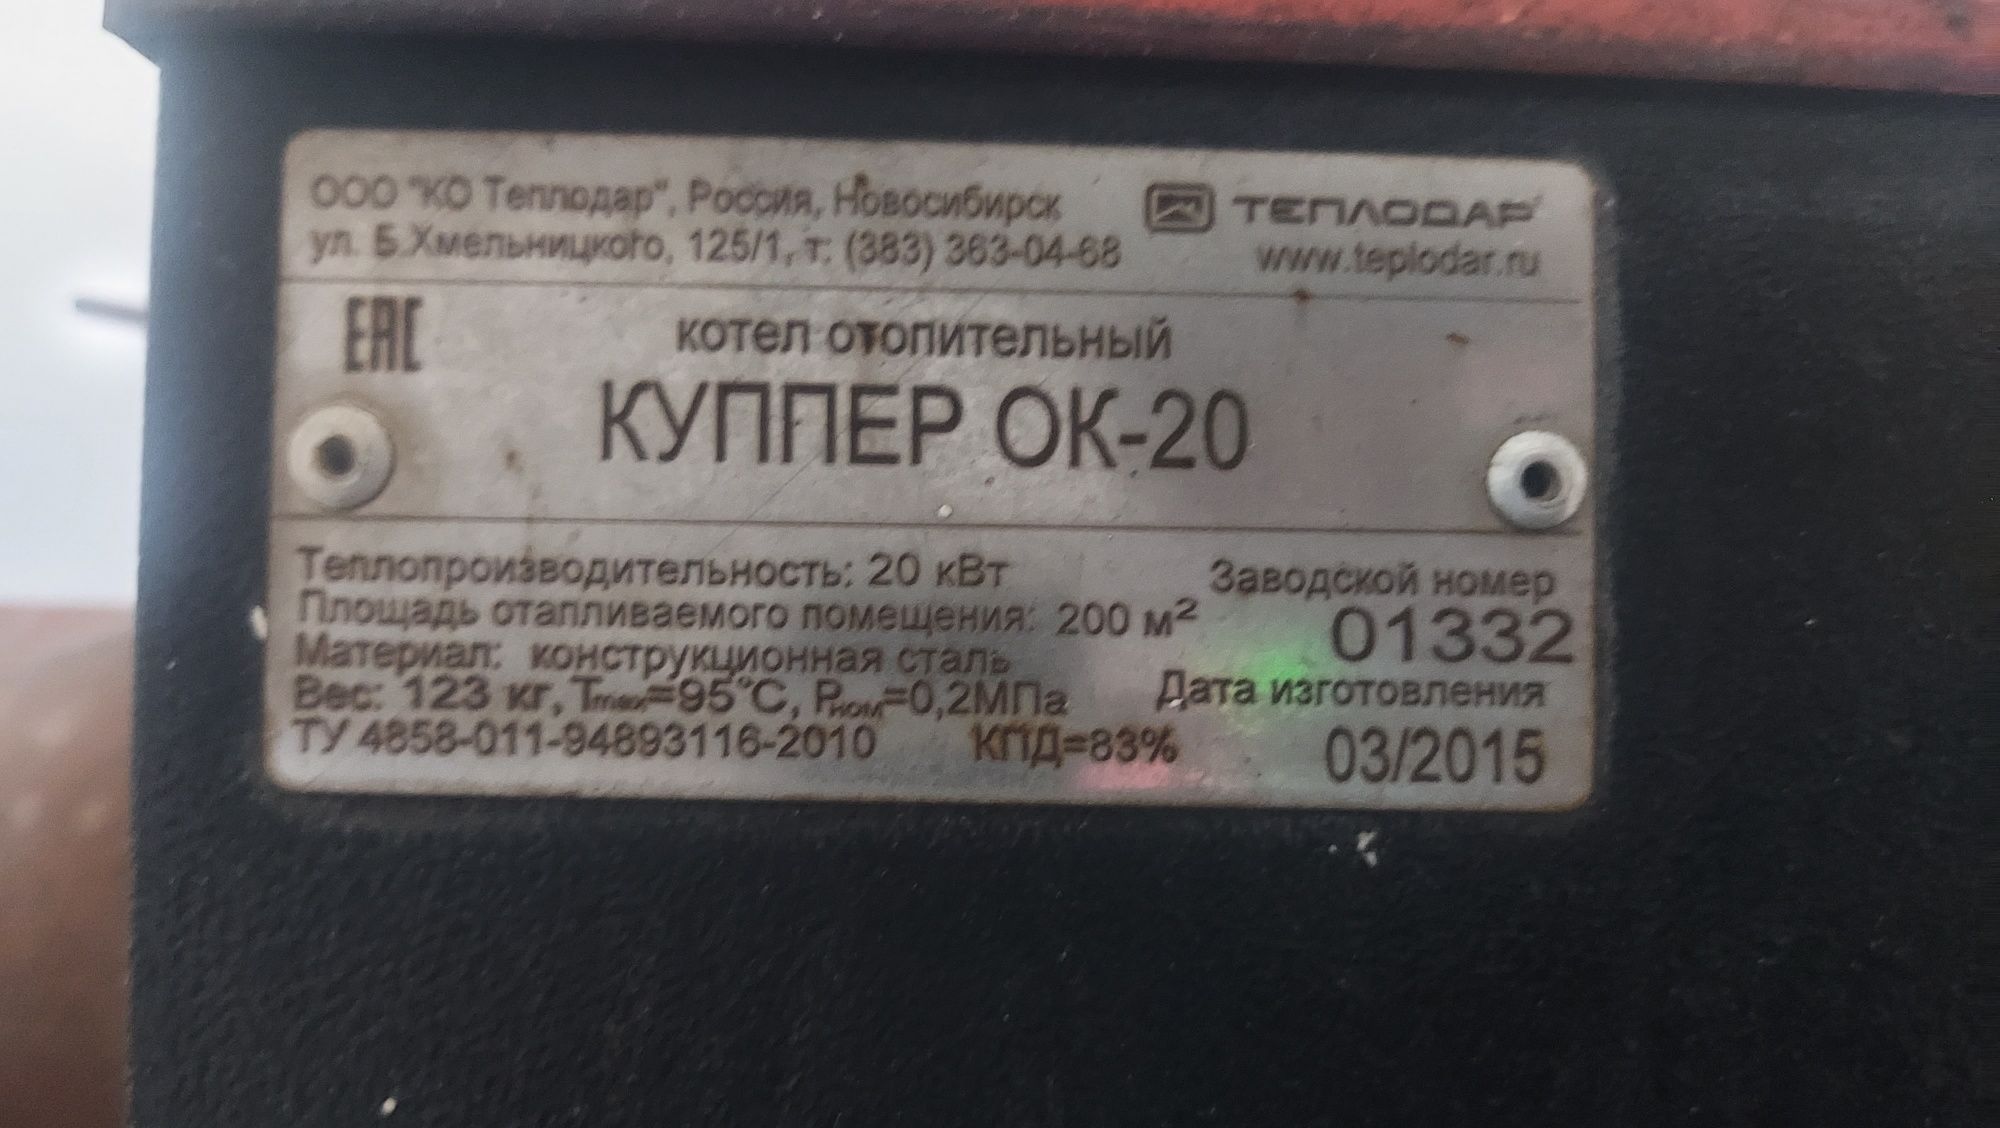 ООО "КО Теплодар", Россия, Новосибирск
ул. Б.Хмельницкого, 125/1, т: (383) 363-04-68
ТЕПЛОДАР
www.teplodar.ru
ЕАС
котел отопительный
КУППЕР ОК-20
Теплопроизводительность: 20 кВт
Площадь отапливаемого помещения: 200 м²
Материал: конструкционная сталь
Вес: 123 кг, Tmax=95°C, Pном=0,2МПа
ТУ 4858-011-94893116-2010 КПД=83%
Заводской номер
01332
Дата изготовления
03/2015